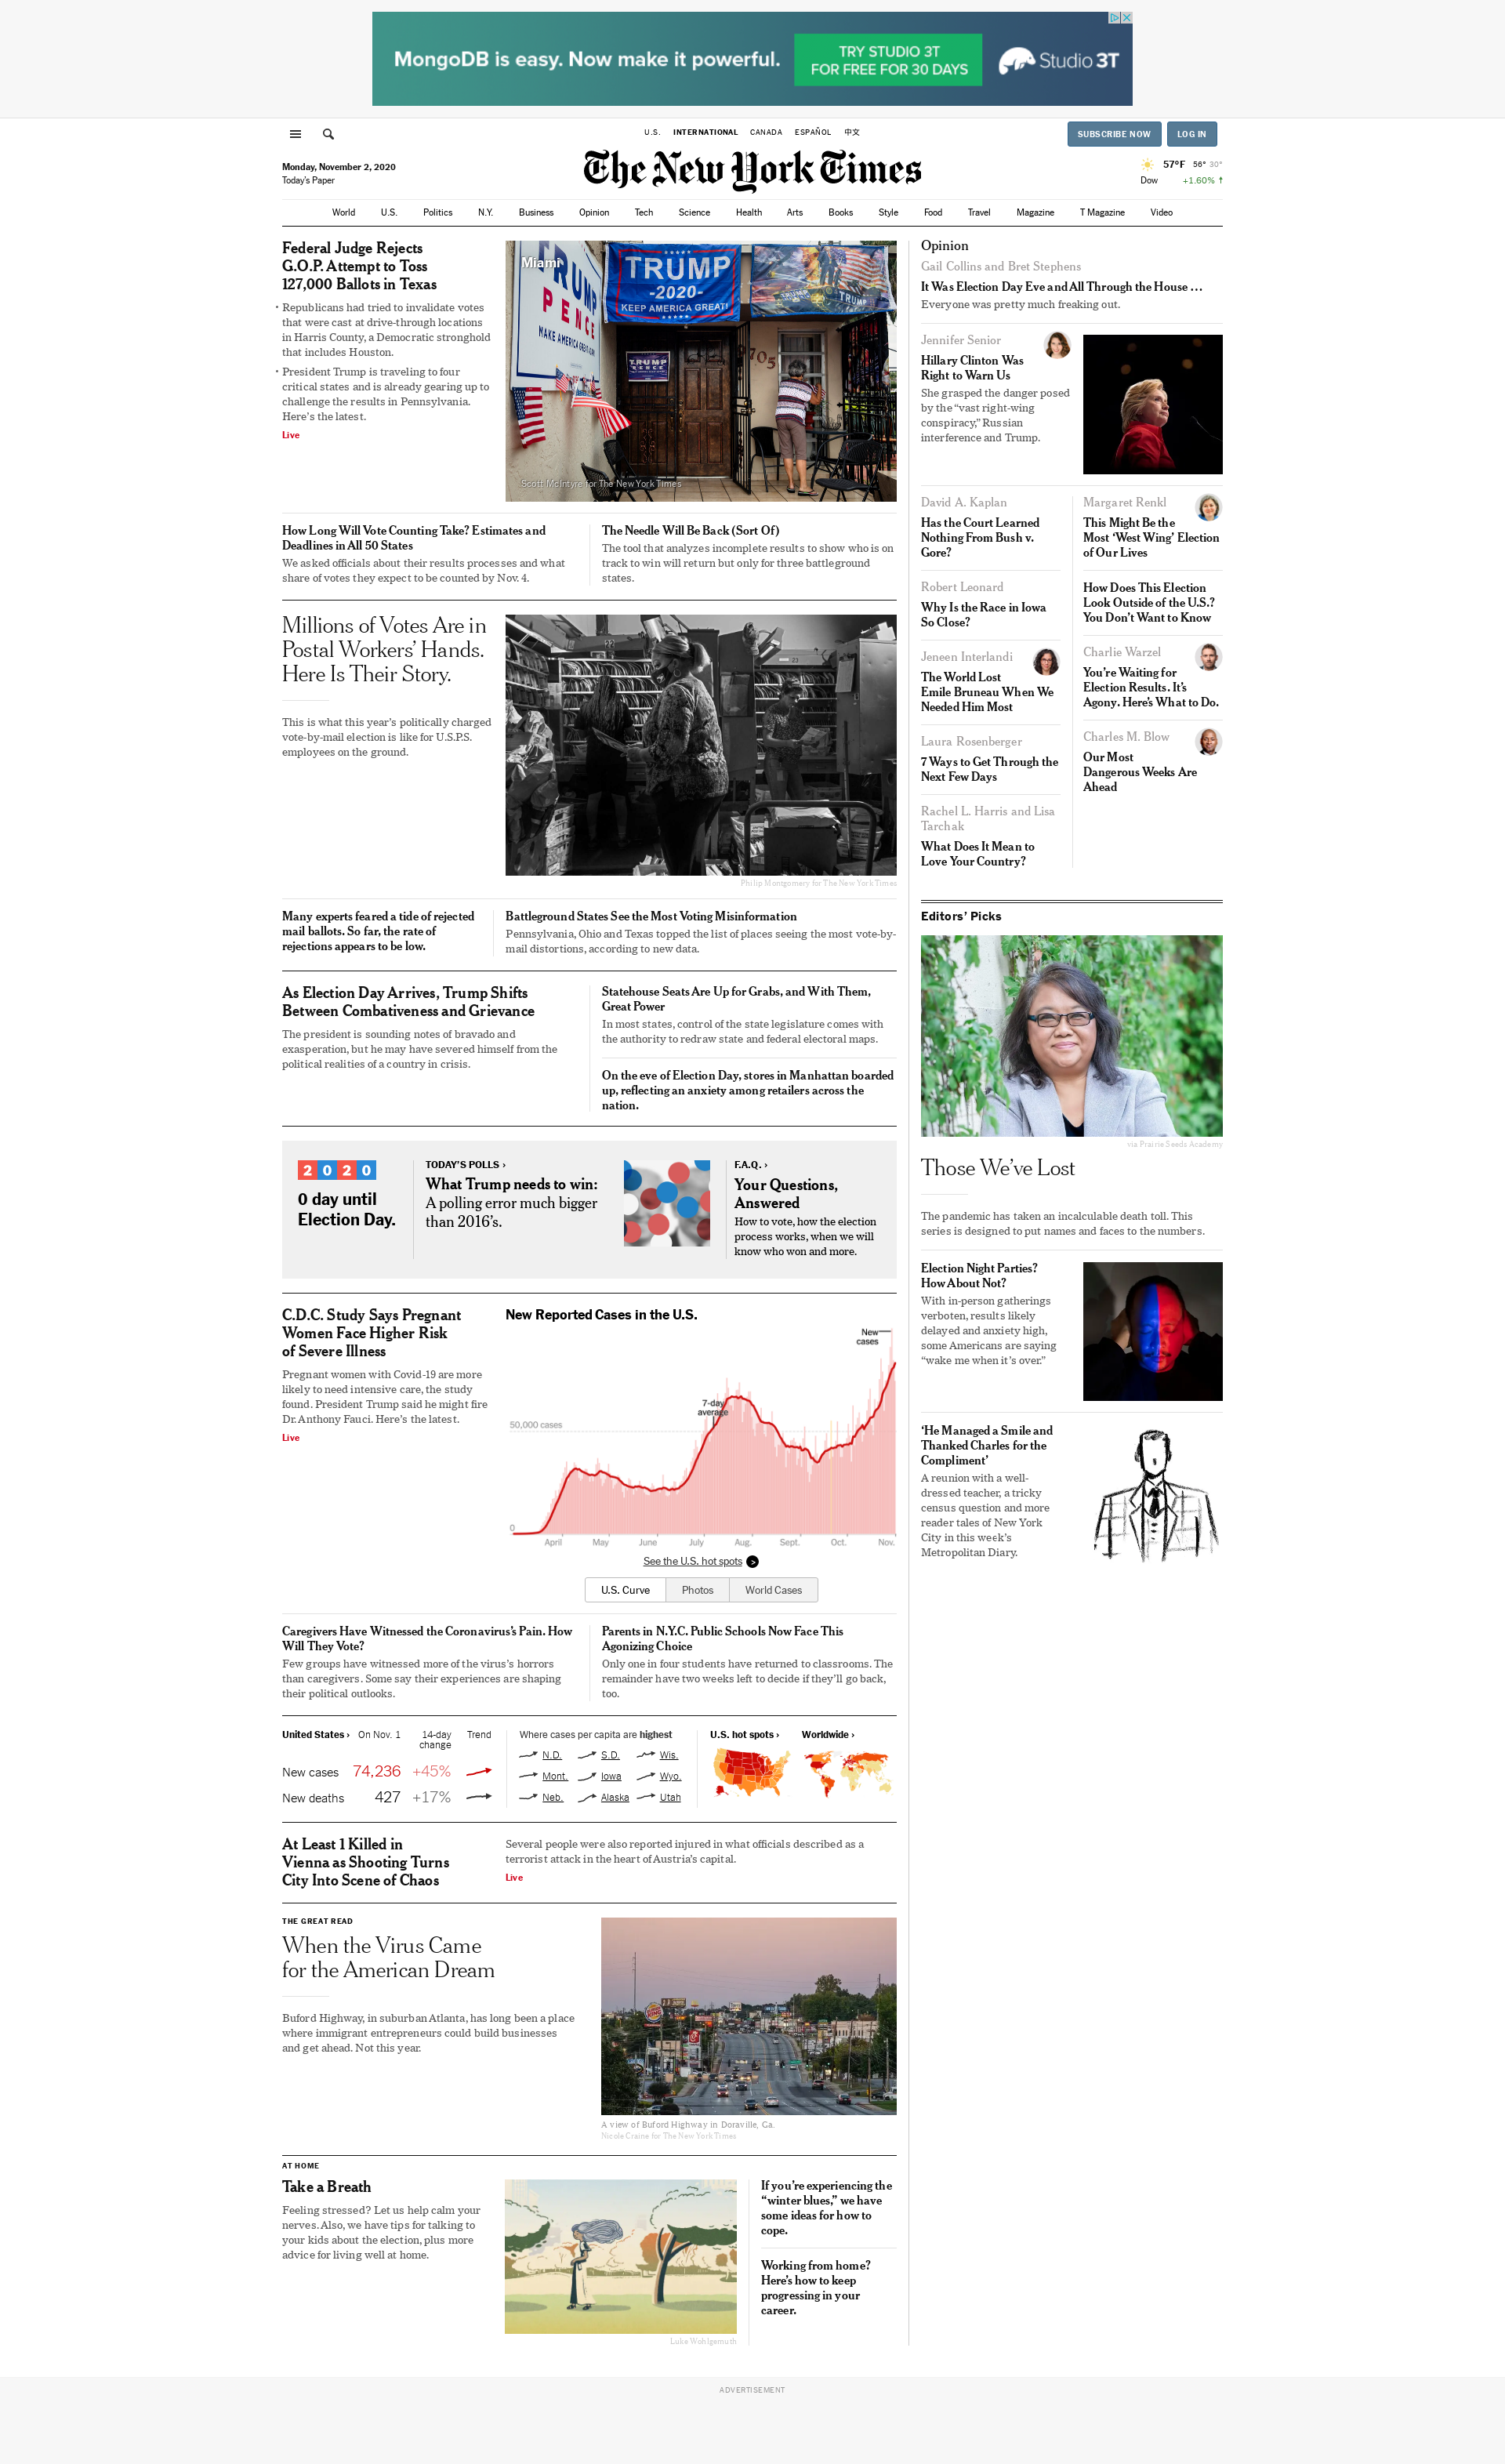 MongoDB is easy. Now make it powerful.
TRY STUDIO 3T
FOR FREE FOR 30 DAYS
Studio 3T
U.S.
INTERNATIONAL
CANADA
ESPAÑOL
中文
SUBSCRIBE NOW
LOG IN
Monday, November 2, 2020
Today's Paper
The New York Times
57°F 56° 30°
Dow +1.60% ↑
World
U.S.
Politics
N.Y.
Business
Opinion
Tech
Science
Health
Arts
Books
Style
Food
Travel
Magazine
T Magazine
Video
Federal Judge Rejects
G.O.P. Attempt to Toss
127,000 Ballots in Texas
• Republicans had tried to invalidate votes
that were cast at drive-through locations
in Harris County, a Democratic stronghold
that includes Houston.
• President Trump is traveling to four
critical states and is already gearing up to
challenge the results in Pennsylvania.
Here's the latest.
Live
Miami
TRUMP
PENCE
MAKE AMERICA GREAT!
TRUMP
-2020-
KEEP AMERICA GREAT!
TRUMP
TRUMP
TRUMP
2705
Scott McIntyre for The New York Times
How Long Will Vote Counting Take? Estimates and
Deadlines in All 50 States
We asked officials about their results processes and what
share of votes they expect to be counted by Nov. 4.
The Needle Will Be Back (Sort Of)
The tool that analyzes incomplete results to show who is on
track to win will return but only for three battleground
states.
Millions of Votes Are in
Postal Workers' Hands.
Here Is Their Story.
This is what this year's politically charged
vote-by-mail election is like for U.S.P.S.
employees on the ground.
22
Philip Montgomery for The New York Times
Many experts feared a tide of rejected
mail ballots. So far, the rate of
rejections appears to be low.
Battleground States See the Most Voting Misinformation
Pennsylvania, Ohio and Texas topped the list of places seeing the most vote-by-
mail distortions, according to new data.
As Election Day Arrives, Trump Shifts
Between Combativeness and Grievance
The president is sounding notes of bravado and
exasperation, but he may have severed himself from the
political realities of a country in crisis.
Statehouse Seats Are Up for Grabs, and With Them,
Great Power
In most states, control of the state legislature comes with
the authority to redraw state and federal electoral maps.
On the eve of Election Day, stores in Manhattan boarded
up, reflecting an anxiety among retailers across the
nation.
2020
0 day until
Election Day.
TODAY'S POLLS ›
What Trump needs to win:
A polling error much bigger
than 2016's.
F.A.Q. ›
Your Questions,
Answered
How to vote, how the election
process works, when we will
know who won and more.
C.D.C. Study Says Pregnant
Women Face Higher Risk
of Severe Illness
Pregnant women with Covid-19 are more
likely to need intensive care, the study
found. President Trump said he might fire
Dr. Anthony Fauci. Here's the latest.
Live
New Reported Cases in the U.S.
New
cases
7-day
average
50,000 cases
0
April
May
June
July
Aug.
Sept.
Oct.
Nov.
See the U.S. hot spots >
U.S. Curve
Photos
World Cases
Caregivers Have Witnessed the Coronavirus's Pain. How
Will They Vote?
Few groups have witnessed more of the virus's horrors
than caregivers. Some say their experiences are shaping
their political outlooks.
Parents in N.Y.C. Public Schools Now Face This
Agonizing Choice
Only one in four students have returned to classrooms. The
remainder have two weeks left to decide if they'll go back,
too.
United States › On Nov. 1 14-day Trend
change
New cases 74,236 +45%
New deaths 427 +17%
Where cases per capita are highest
N.D. S.D. Wis.
Mont. Iowa Wyo.
Neb. Alaska Utah
U.S. hot spots ›
Worldwide ›
At Least 1 Killed in
Vienna as Shooting Turns
City Into Scene of Chaos
Several people were also reported injured in what officials described as a
terrorist attack in the heart of Austria's capital.
Live
THE GREAT READ
When the Virus Came
for the American Dream
Buford Highway, in suburban Atlanta, has long been a place
where immigrant entrepreneurs could build businesses
and get ahead. Not this year.
A view of Buford Highway in Doraville, Ga.
Nicole Craine for The New York Times
AT HOME
Take a Breath
Feeling stressed? Let us help calm your
nerves. Also, we have tips for talking to
your kids about the election, plus more
advice for living well at home.
Luke Wohlgemuth
If you're experiencing the
“winter blues,” we have
some ideas for how to
cope.
Working from home?
Here's how to keep
progressing in your
career.
Opinion
Gail Collins and Bret Stephens
It Was Election Day Eve and All Through the House …
Everyone was pretty much freaking out.
Jennifer Senior
Hillary Clinton Was
Right to Warn Us
She grasped the danger posed
by the “vast right-wing
conspiracy,” Russian
interference and Trump.
David A. Kaplan
Has the Court Learned
Nothing From Bush v.
Gore?
Robert Leonard
Why Is the Race in Iowa
So Close?
Jeneen Interlandi
The World Lost
Emile Bruneau When We
Needed Him Most
Laura Rosenberger
7 Ways to Get Through the
Next Few Days
Rachel L. Harris and Lisa
Tarchak
What Does It Mean to
Love Your Country?
Margaret Renkl
This Might Be the
Most ‘West Wing’ Election
of Our Lives
How Does This Election
Look Outside of the U.S.?
You Don't Want to Know
Charlie Warzel
You're Waiting for
Election Results. It's
Agony. Here's What to Do.
Charles M. Blow
Our Most
Dangerous Weeks Are
Ahead
Editors' Picks
via Prairie Seeds Academy
Those We've Lost
The pandemic has taken an incalculable death toll. This
series is designed to put names and faces to the numbers.
Election Night Parties?
How About Not?
With in-person gatherings
verboten, results likely
delayed and anxiety high,
some Americans are saying
“wake me when it's over.”
‘He Managed a Smile and
Thanked Charles for the
Compliment’
A reunion with a well-
dressed teacher, a tricky
census question and more
reader tales of New York
City in this week's
Metropolitan Diary.
ADVERTISEMENT